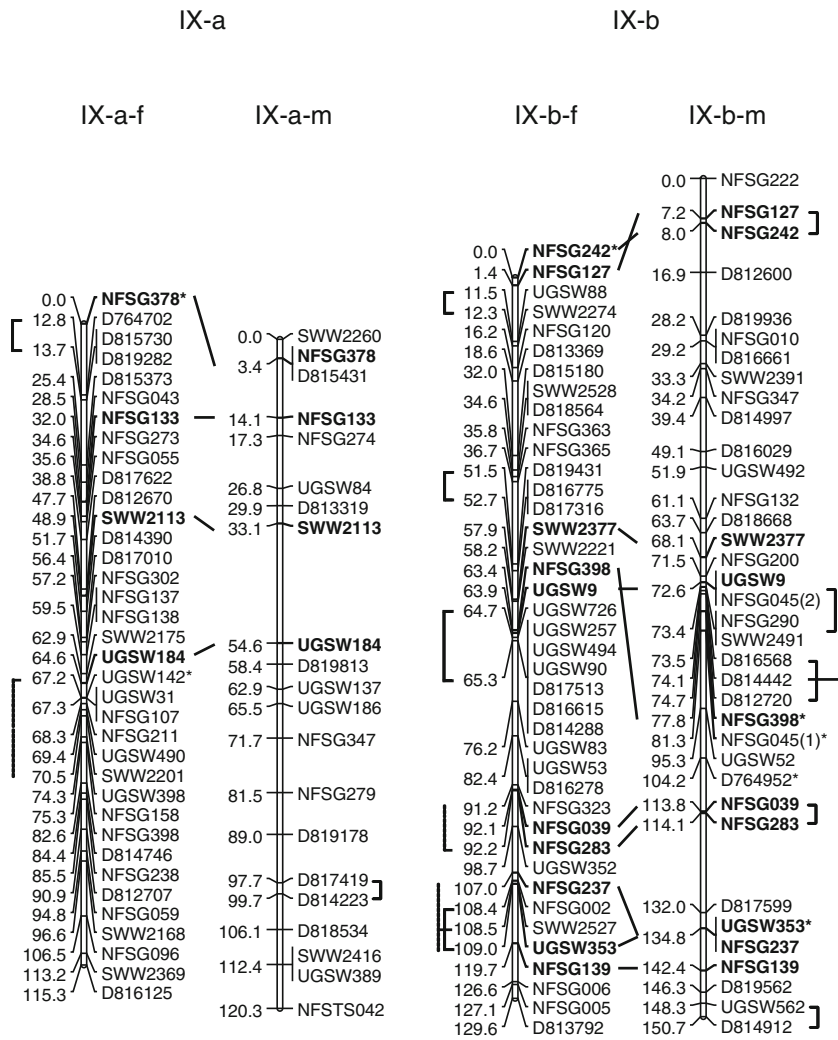 IX-a
IX-b
IX-a-f
0.0 NFSG378*
12.8 D764702
13.7 D815730
D819282
25.4 D815373
28.5 NFSG043
32.0 NFSG133
34.6 NFSG273
35.6 NFSG055
38.8 D817622
47.7 D812670
48.9 SWW2113
51.7 D814390
56.4 D817010
57.2 NFSG302
59.5 NFSG137
NFSG138
62.9 SWW2175
64.6 UGSW184
67.2 UGSW142*
67.3 UGSW31
NFSG107
68.3 NFSG211
69.4 UGSW490
70.5 SWW2201
74.3 UGSW398
75.3 NFSG158
82.6 NFSG398
84.4 D814746
85.5 NFSG238
90.9 D812707
94.8 NFSG059
96.6 SWW2168
106.5 NFSG096
113.2 SWW2369
115.3 D816125
IX-a-m
0.0 SWW2260
3.4 NFSG378
D815431
14.1 NFSG133
17.3 NFSG274
26.8 UGSW84
29.9 D813319
33.1 SWW2113
54.6 UGSW184
58.4 D819813
62.9 UGSW137
65.5 UGSW186
71.7 NFSG347
81.5 NFSG279
89.0 D819178
97.7 D817419
99.7 D814223
106.1 D818534
112.4 SWW2416
UGSW389
120.3 NFSTS042
IX-b-f
0.0 NFSG242*
1.4 NFSG127
11.5 UGSW88
12.3 SWW2274
16.2 NFSG120
18.6 D813369
32.0 D815180
34.6 SWW2528
D818564
35.8 NFSG363
36.7 NFSG365
51.5 D819431
52.7 D816775
D817316
57.9 SWW2377
58.2 SWW2221
63.4 NFSG398
63.9 UGSW9
64.7 UGSW726
65.3 UGSW257
UGSW494
UGSW90
D817513
D816615
D814288
76.2 UGSW83
82.4 UGSW53
D816278
91.2 NFSG323
92.1 NFSG039
92.2 NFSG283
98.7 UGSW352
107.0 NFSG237
108.4 NFSG002
108.5 SWW2527
109.0 UGSW353
119.7 NFSG139
126.6 NFSG006
127.1 NFSG005
129.6 D813792
IX-b-m
0.0 NFSG222
7.2 NFSG127
8.0 NFSG242
16.9 D812600
28.2 D819936
29.2 NFSG010
D816661
33.3 SWW2391
34.2 NFSG347
39.4 D814997
49.1 D816029
51.9 UGSW492
61.1 NFSG132
63.7 D818668
68.1 SWW2377
71.5 NFSG200
72.6 UGSW9
NFSG045(2)
73.4 NFSG290
SWW2491
73.5 D816568
74.1 D814442
74.7 D812720
77.8 NFSG398*
81.3 NFSG045(1)*
95.3 UGSW52
104.2 D764952*
113.8 NFSG039
114.1 NFSG283
132.0 D817599
134.8 UGSW353*
NFSG237
142.4 NFSG139
146.3 D819562
148.3 UGSW562
150.7 D814912